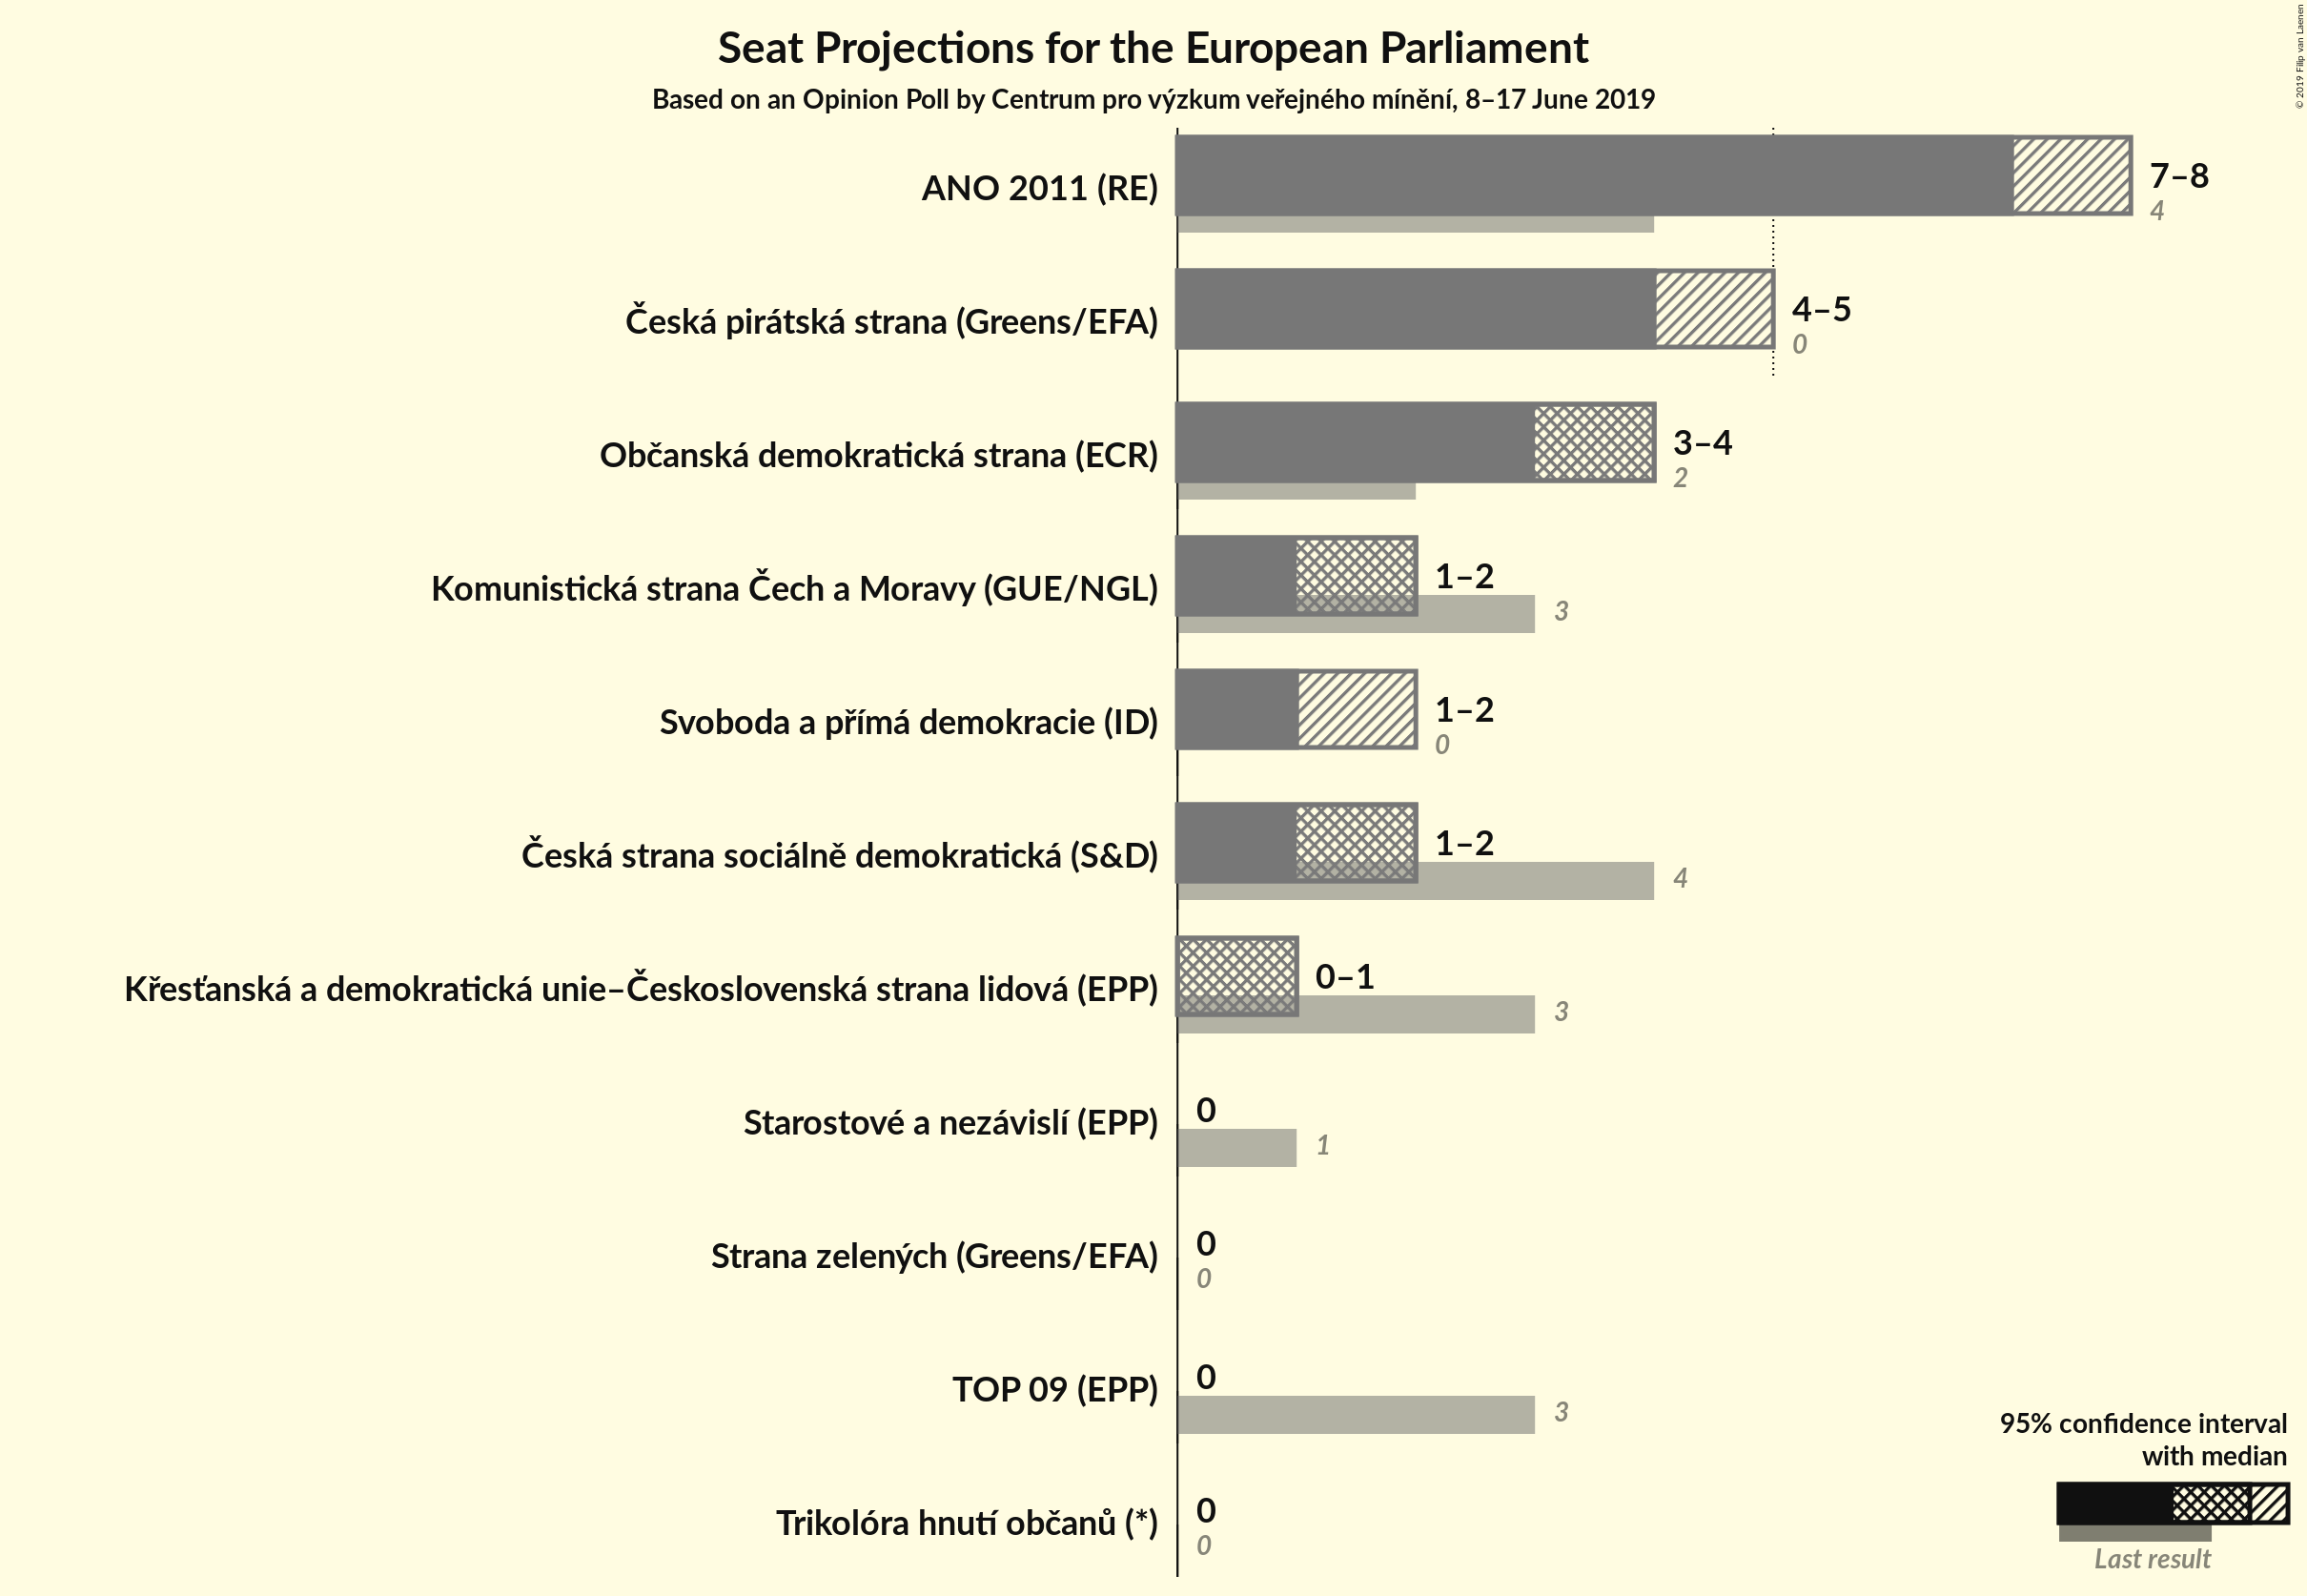 Seat Projections for the European Parliament
Based on an Opinion Poll by Centrum pro výzkum veřejného mínění, 8–17 June 2019
© 2019 Filip van Laenen
ANO 2011 (RE)
7–8
4
Česká pirátská strana (Greens/EFA)
4–5
0
Občanská demokratická strana (ECR)
3–4
2
Komunistická strana Čech a Moravy (GUE/NGL)
1–2
3
Svoboda a přímá demokracie (ID)
1–2
0
Česká strana sociálně demokratická (S&D)
1–2
4
Křesťanská a demokratická unie–Československá strana lidová (EPP)
0–1
3
Starostové a nezávislí (EPP)
0
1
Strana zelených (Greens/EFA)
0
0
TOP 09 (EPP)
0
3
Trikolóra hnutí občanů (*)
0
0
95% confidence interval
with median
Last result